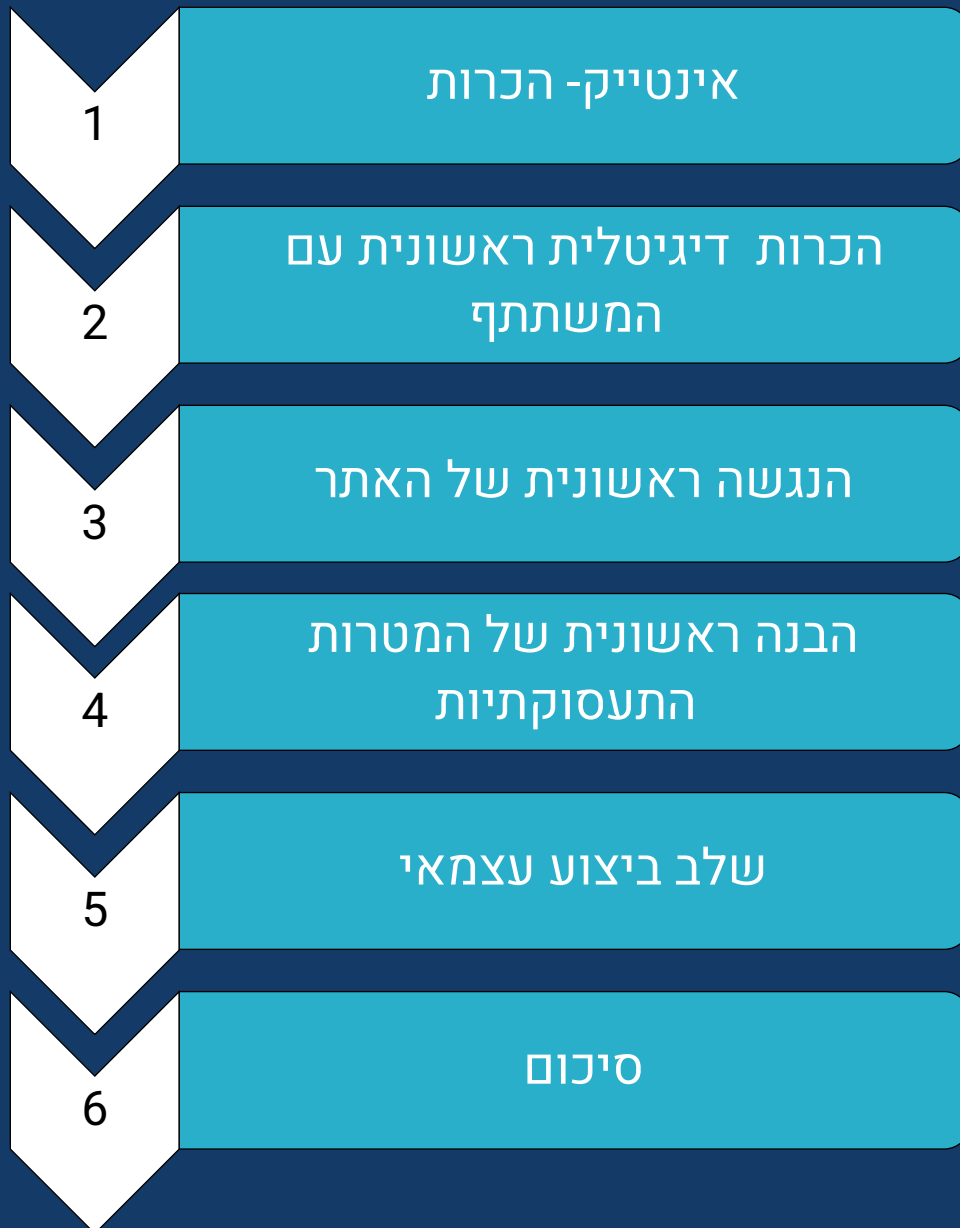 1
אינטייק- הכרות
2
הכרות  דיגיטלית ראשונית עם
המשתתף
3
הנגשה ראשונית של האתר
4
הבנה ראשונית של המטרות
התעסוקתיות
5
שלב ביצוע עצמאי
6
סיכום